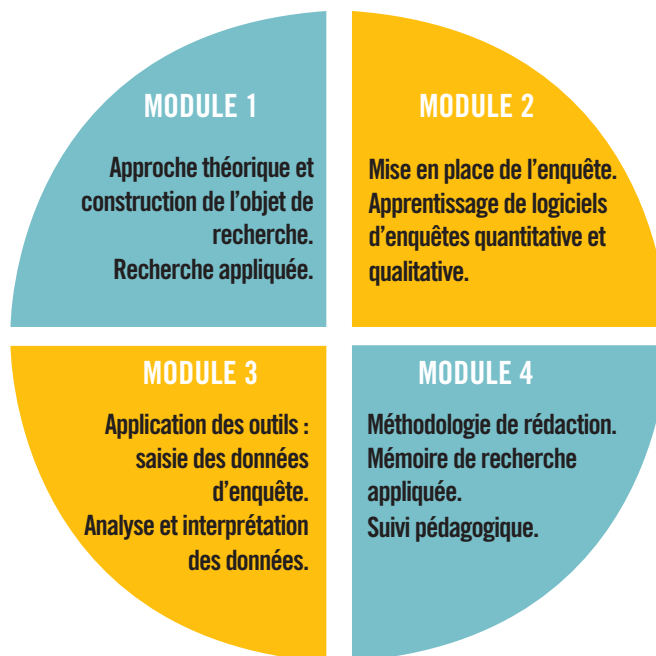 MODULE 1
Approche théorique et
construction de l’objet de
recherche.
Recherche appliquée.
MODULE 2
Mise en place de l’enquête.
Apprentissage de logiciels
d’enquêtes quantitative et
qualitative.
MODULE 3
Application des outils :
saisie des données
d’enquête.
Analyse et interprétation
des données.
MODULE 4
Méthodologie de rédaction.
Mémoire de recherche
appliquée.
Suivi pédagogique.